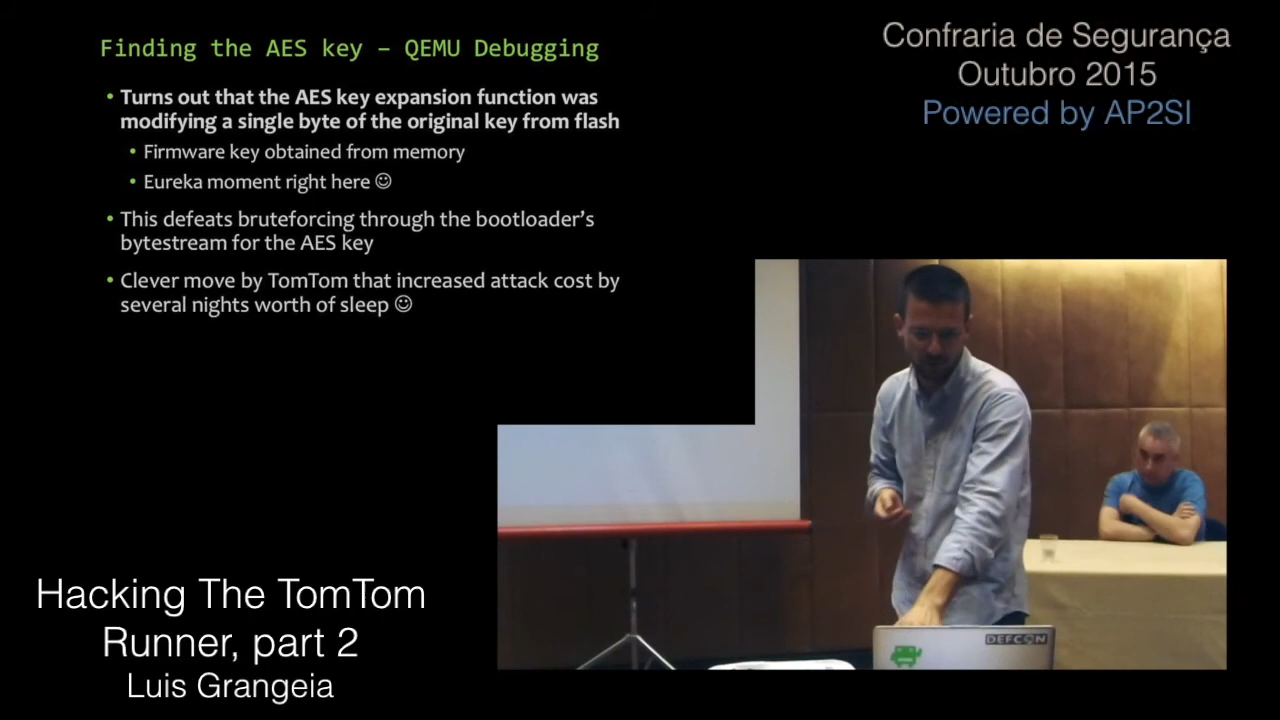 Finding the AES key – QEMU Debugging
• Turns out that the AES key expansion function was
modifying a single byte of the original key from flash
• Firmware key obtained from memory
• Eureka moment right here ☺
• This defeats bruteforcing through the bootloader’s
bytestream for the AES key
• Clever move by TomTom that increased attack cost by
several nights worth of sleep ☺
Confraria de Segurança
Outubro 2015
Powered by AP2SI
DEFCON
Hacking The TomTom
Runner, part 2
Luis Grangeia